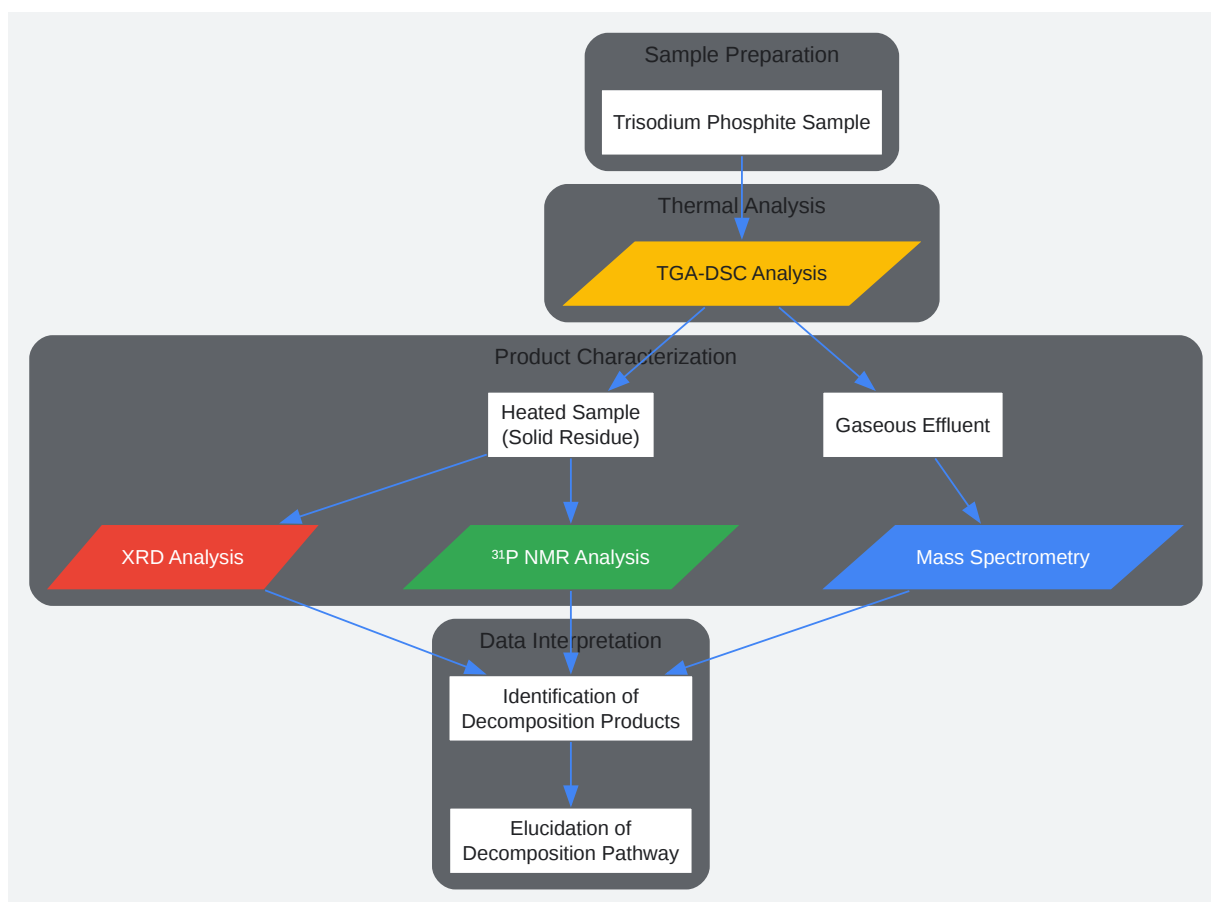 Sample Preparation
Trisodium Phosphite Sample
Thermal Analysis
TGA-DSC Analysis
Product Characterization
Heated Sample
(Solid Residue)
Gaseous Effluent
XRD Analysis
³¹P NMR Analysis
Mass Spectrometry
Data Interpretation
Identification of
Decomposition Products
Elucidation of
Decomposition Pathway